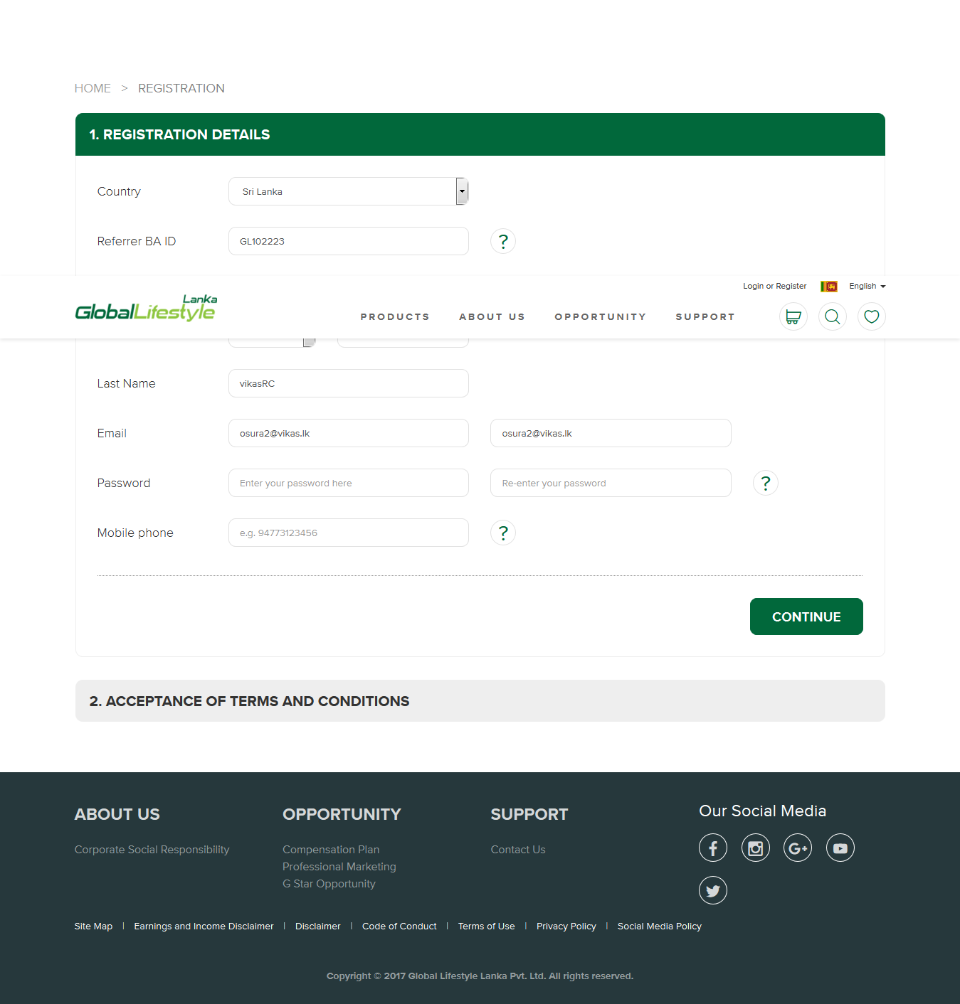 HOME > REGISTRATION
1. REGISTRATION DETAILS
Country Sri Lanka
Referrer BA ID GL102223 ?
Login or Register English
Lanka
GlobalLifestyle
PRODUCTS ABOUT US OPPORTUNITY SUPPORT
Last Name vikasRC
Email osura2@vikas.lk osura2@vikas.lk
Password Enter your password here Re-enter your password ?
Mobile phone e.g. 94773123456 ?
CONTINUE
2. ACCEPTANCE OF TERMS AND CONDITIONS
ABOUT US OPPORTUNITY SUPPORT Our Social Media
Corporate Social Responsibility Compensation Plan Contact Us
Professional Marketing
G Star Opportunity
Site Map | Earnings and Income Disclaimer | Disclaimer | Code of Conduct | Terms of Use | Privacy Policy | Social Media Policy
Copyright © 2017 Global Lifestyle Lanka Pvt. Ltd. All rights reserved.